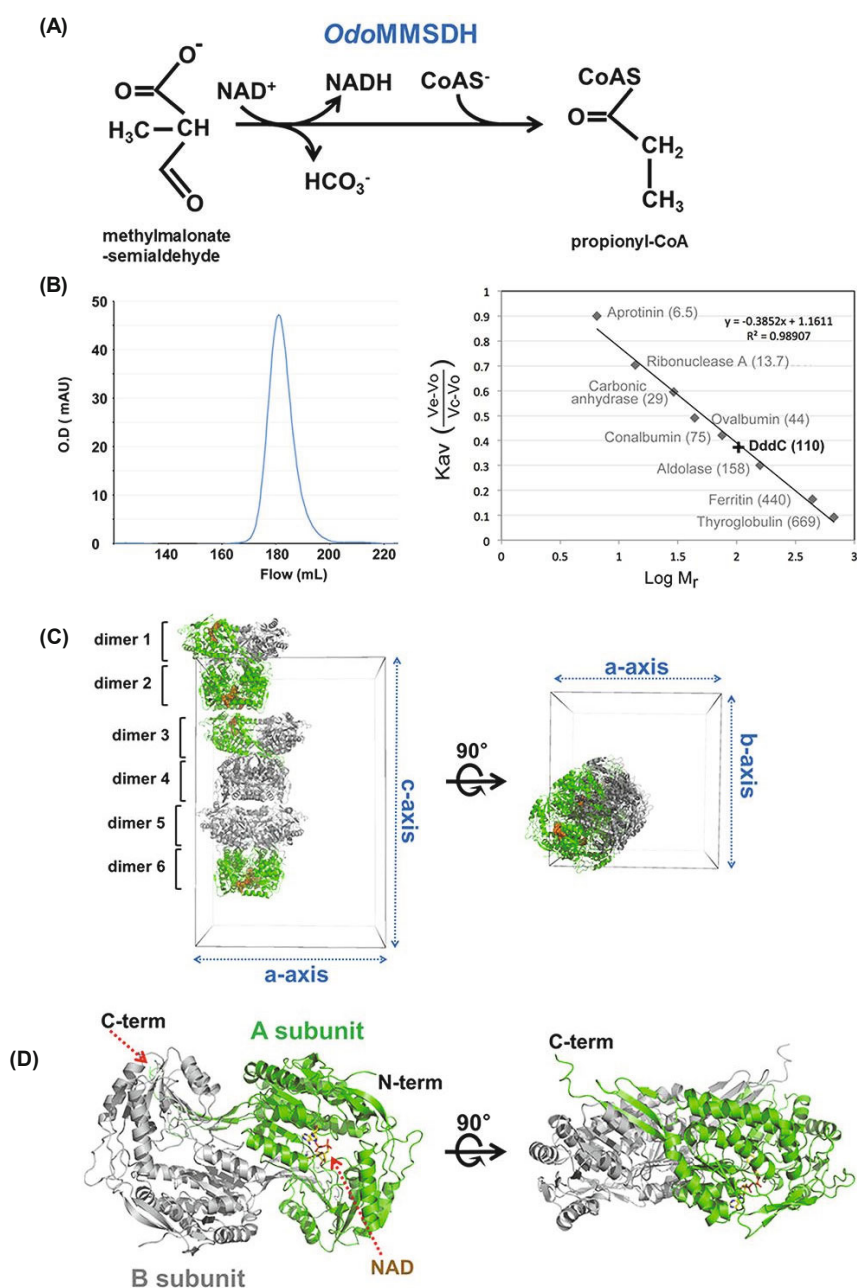 (A)
OdoMMSDH
O⁻
O
NAD⁺
NADH
CoAS⁻
CoAS
H₃C
CH
O
O
CH₂
HCO₃⁻
CH₃
methylmalonate
-semialdehyde
propionyl-CoA
(B)
50
40
30
20
10
0
O.D ( mAU)
140
160
180
200
220
Flow (mL)
1
0.9
0.8
0.7
0.6
0.5
0.4
0.3
0.2
0.1
0
Kav ( Ve-Vo
Vc-Vo )
Aprotinin (6.5)
y = -0.3852x + 1.1611
R² = 0.98907
Ribonuclease A (13.7)
Carbonic
anhydrase (29)
Ovalbumin (44)
Conalbumin (75)
DddC (110)
Aldolase (158)
Ferritin (440)
Thyroglobulin (669)
0
0.5
1
1.5
2
2.5
3
Log Mr
(C)
dimer 1
dimer 2
dimer 3
dimer 4
dimer 5
dimer 6
c-axis
a-axis
90°
a-axis
b-axis
(D)
C-term
A subunit
N-term
B subunit
NAD
90°
C-term